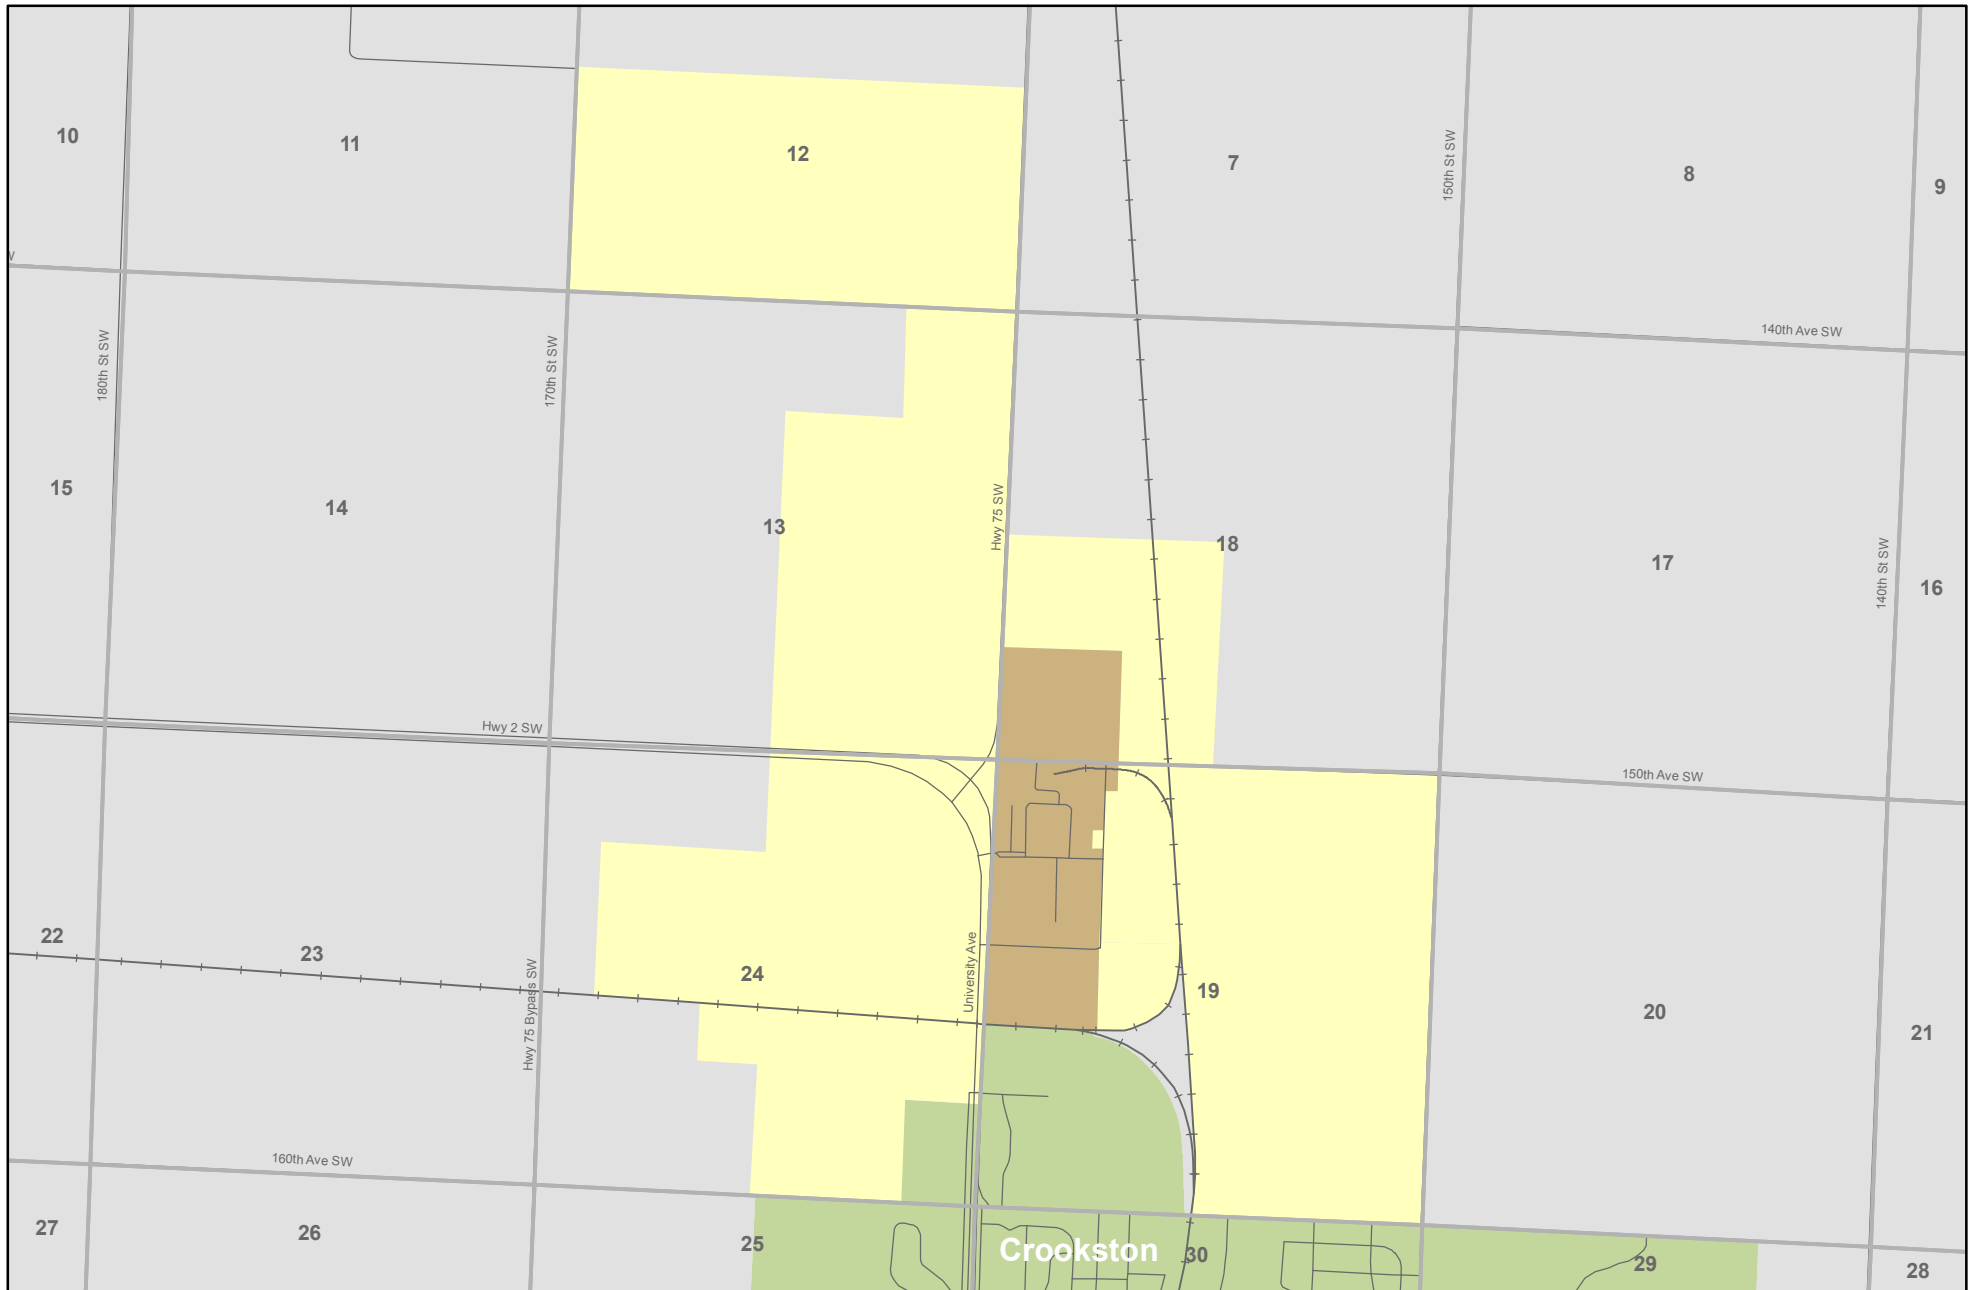 10
11
12
7
8
9
150th St SW
W
140th Ave SW
180th St SW
170th St SW
15
14
13
Hwy 75 SW
18
17
140th St SW
16
Hwy 2 SW
150th Ave SW
22
23
24
University Ave
19
20
21
Hwy 75 Bypass SW
160th Ave SW
27
26
25
Crookston
30
29
28